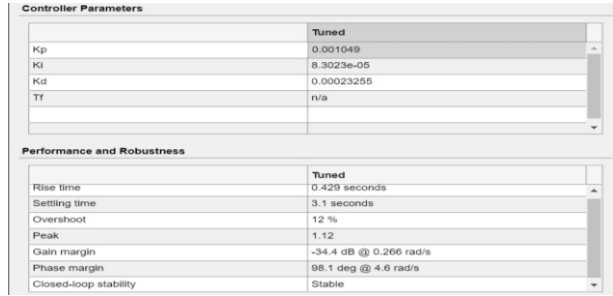 Controller Parameters
Tuned
Kp 0.001049
Ki 8.3023e-05
Kd 0.00023255
Tf n/a
Performance and Robustness
Tuned
Rise time 0.429 seconds
Settling time 3.1 seconds
Overshoot 12 %
Peak 1.12
Gain margin -34.4 dB @ 0.266 rad/s
Phase margin 98.1 deg @ 4.6 rad/s
Closed-loop stability Stable